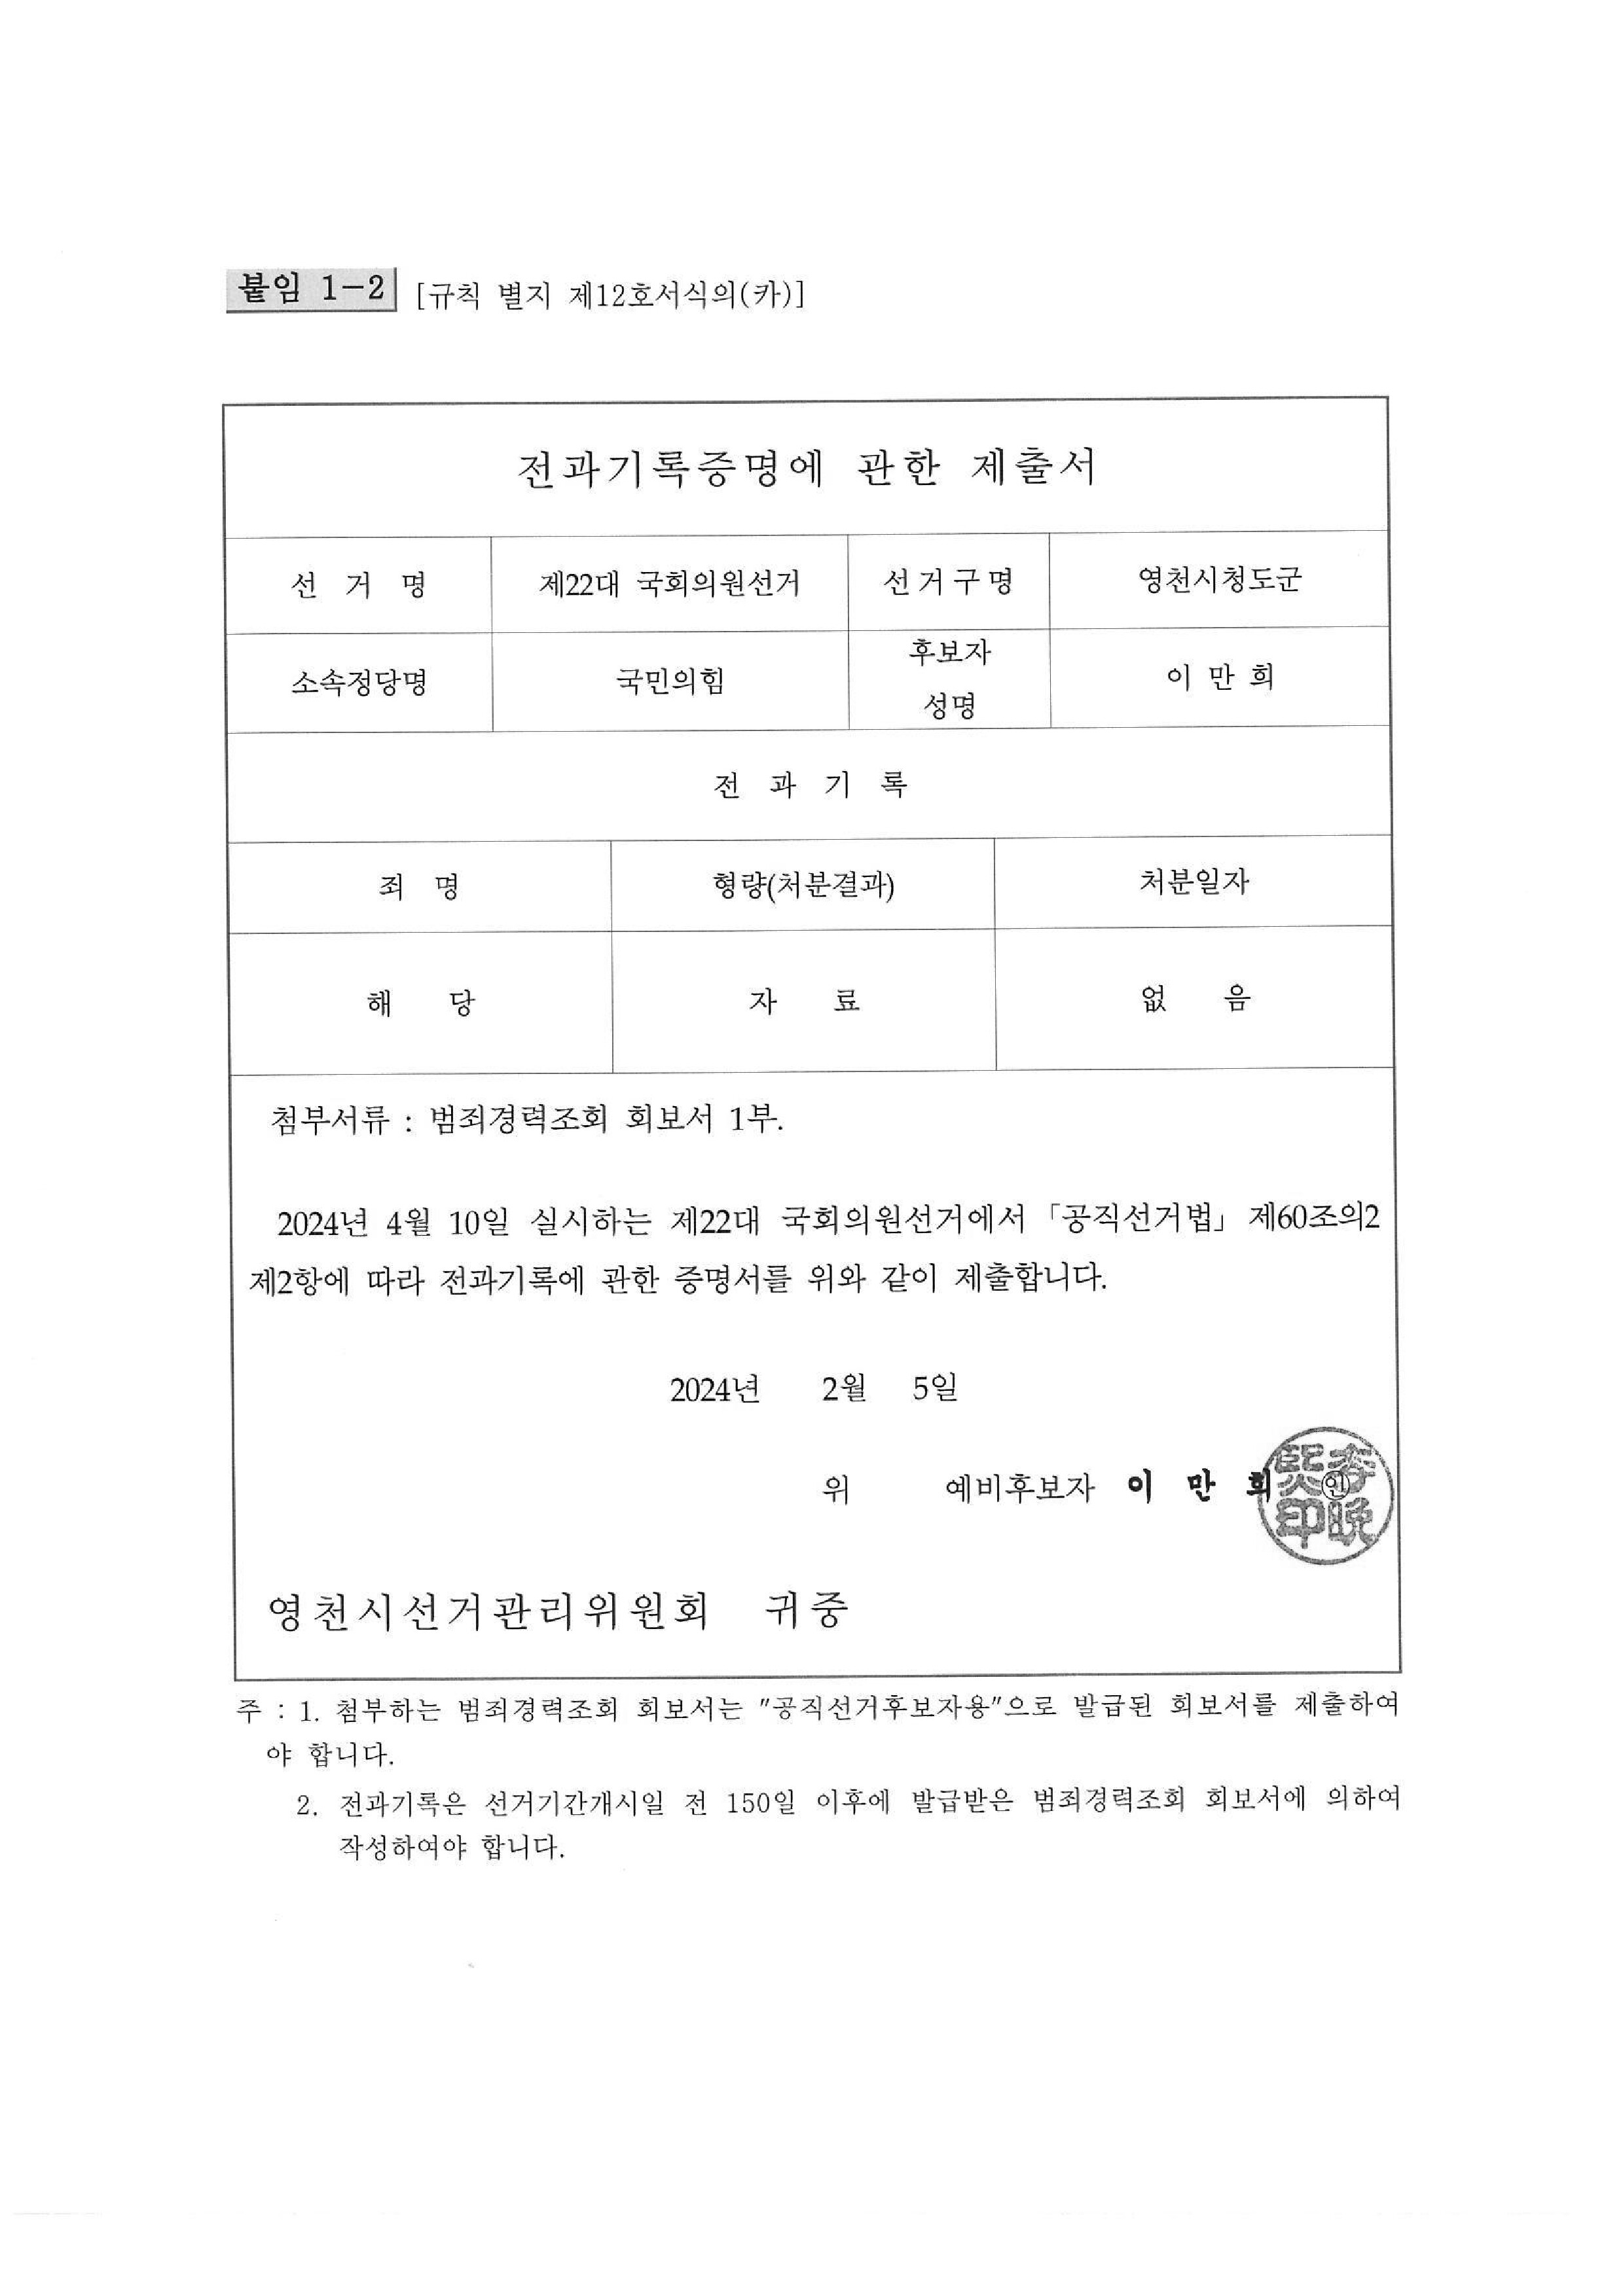 붙임 1-2 [규칙 별지 제12호서식의(카)]
전과기록증명에 관한 제출서
선 거 명 제22대 국회의원선거 선거구명 영천시청도군
소속정당명 국민의힘 후보자 성명 이 만 희
전 과 기 록
죄 명 형량(처분결과) 처분일자
해 당 자 료 없 음
첨부서류 : 범죄경력조회 회보서 1부.
2024년 4월 10일 실시하는 제22대 국회의원선거에서 「공직선거법」 제60조의2
제2항에 따라 전과기록에 관한 증명서를 위와 같이 제출합니다.
2024년 2월 5일
위 예비후보자 이 만 희 ㊞
李晩熙印
영천시선거관리위원회 귀중
주 : 1. 첨부하는 범죄경력조회 회보서는 "공직선거후보자용"으로 발급된 회보서를 제출하여
야 합니다.
2. 전과기록은 선거기간개시일 전 150일 이후에 발급받은 범죄경력조회 회보서에 의하여
작성하여야 합니다.